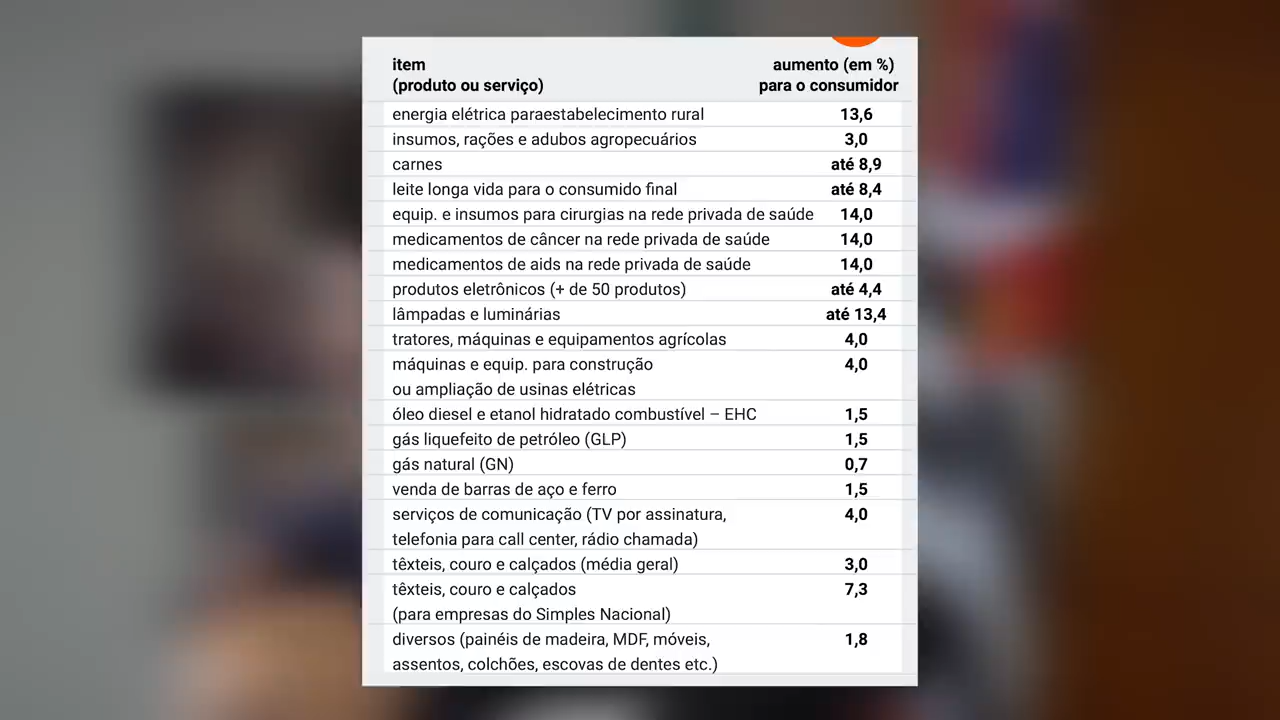 item
(produto ou serviço)
aumento (em %)
para o consumidor
energia elétrica paraestabelecimento rural 13,6
insumos, rações e adubos agropecuários 3,0
carnes até 8,9
leite longa vida para o consumido final até 8,4
equip. e insumos para cirurgias na rede privada de saúde 14,0
medicamentos de câncer na rede privada de saúde 14,0
medicamentos de aids na rede privada de saúde 14,0
produtos eletrônicos (+ de 50 produtos) até 4,4
lâmpadas e luminárias até 13,4
tratores, máquinas e equipamentos agrícolas 4,0
máquinas e equip. para construção 4,0
ou ampliação de usinas elétricas
óleo diesel e etanol hidratado combustível – EHC 1,5
gás liquefeito de petróleo (GLP) 1,5
gás natural (GN) 0,7
venda de barras de aço e ferro 1,5
serviços de comunicação (TV por assinatura, 4,0
telefonia para call center, rádio chamada)
têxteis, couro e calçados (média geral) 3,0
têxteis, couro e calçados 7,3
(para empresas do Simples Nacional)
diversos (painéis de madeira, MDF, móveis, 1,8
assentos, colchões, escovas de dentes etc.)